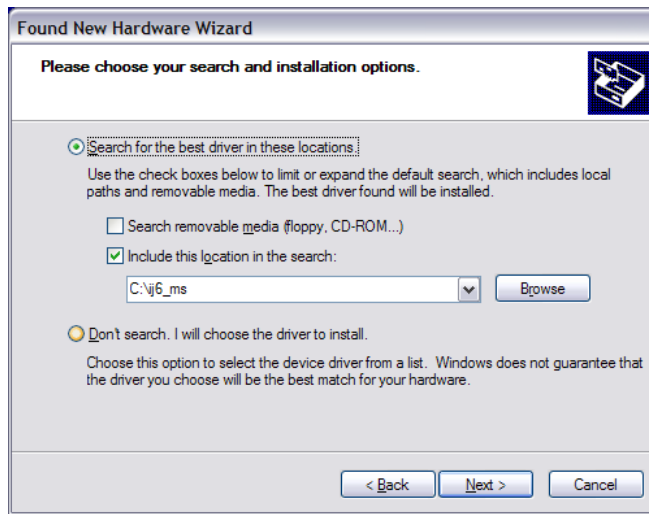 Found New Hardware Wizard
Please choose your search and installation options.
Search for the best driver in these locations.
Use the check boxes below to limit or expand the default search, which includes local
paths and removable media. The best driver found will be installed.
Search removable media (floppy, CD-ROM...)
Include this location in the search:
C:\ij6_ms
Browse
Don't search. I will choose the driver to install.
Choose this option to select the device driver from a list. Windows does not guarantee that
the driver you choose will be the best match for your hardware.
< Back
Next >
Cancel